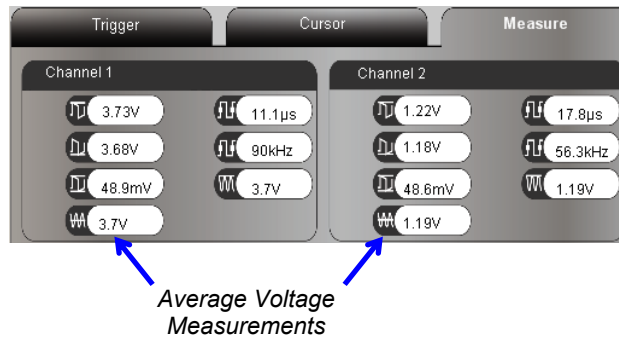 Trigger Cursor Measure
Channel 1
3.73V 11.1µs
3.68V 90kHz
48.9mV 3.7V
3.7V
Channel 2
1.22V 17.8µs
1.18V 56.3kHz
48.6mV 1.19V
1.19V
Average Voltage
Measurements